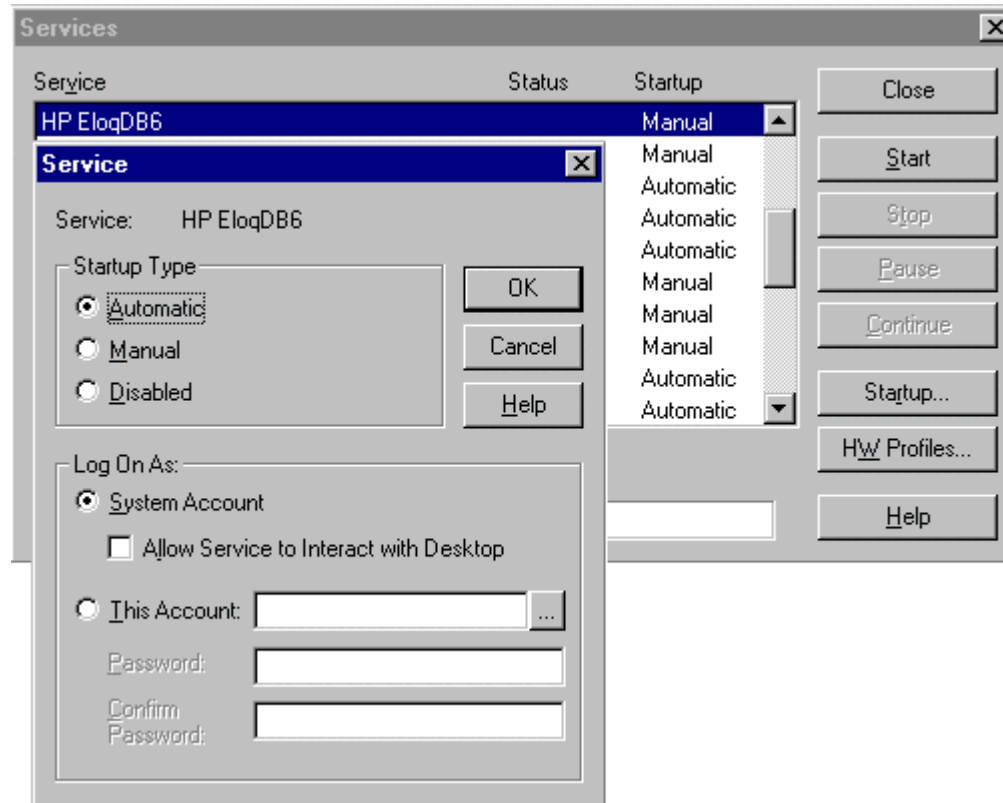 Services
Service Status Startup
HP EloqDB6 Manual
Manual
Automatic
Automatic
Automatic
Manual
Manual
Manual
Automatic
Automatic
Close
Start
Stop
Pause
Continue
Startup...
HW Profiles...
Help
Service
Service: HP EloqDB6
Startup Type
Automatic
Manual
Disabled
OK
Cancel
Help
Log On As:
System Account
Allow Service to Interact with Desktop
This Account: ...
Password:
Confirm
Password: